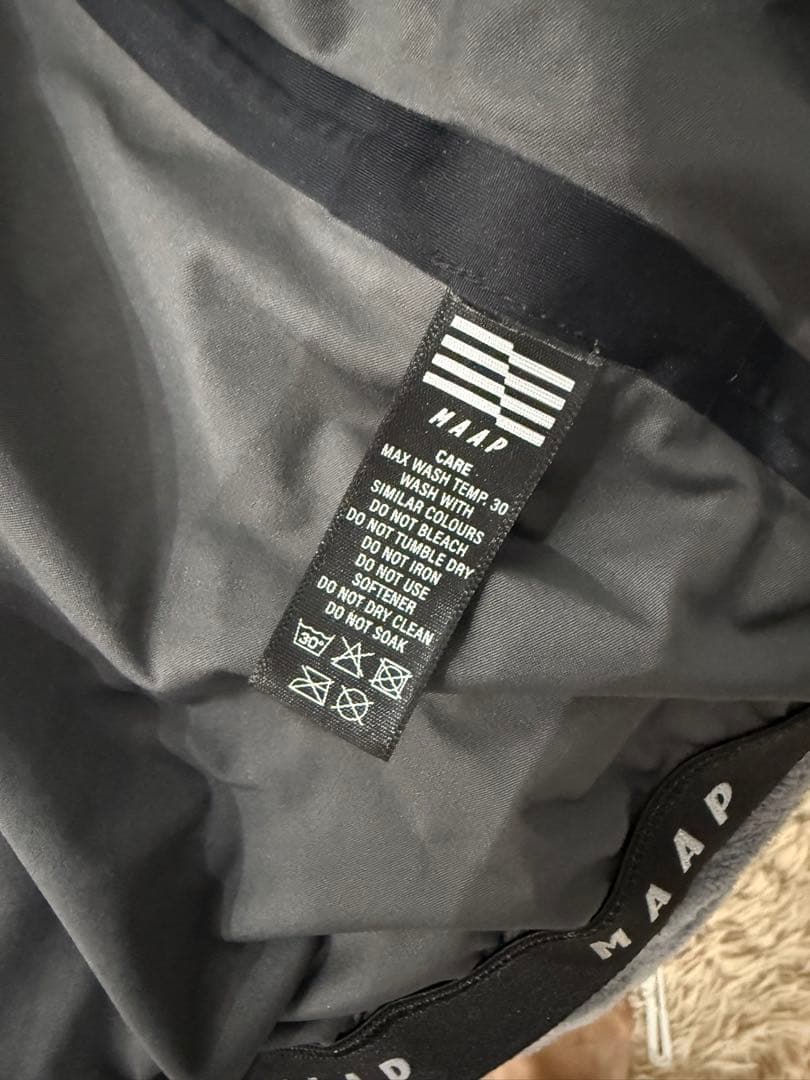 MAAP
CARE
MAX WASH TEMP. 30
WASH WITH
SIMILAR COLOURS
DO NOT BLEACH
DO NOT TUMBLE DRY
DO NOT IRON
DO NOT USE
SOFTENER
DO NOT DRY CLEAN
DO NOT SOAK
30°
MAAP
AAP